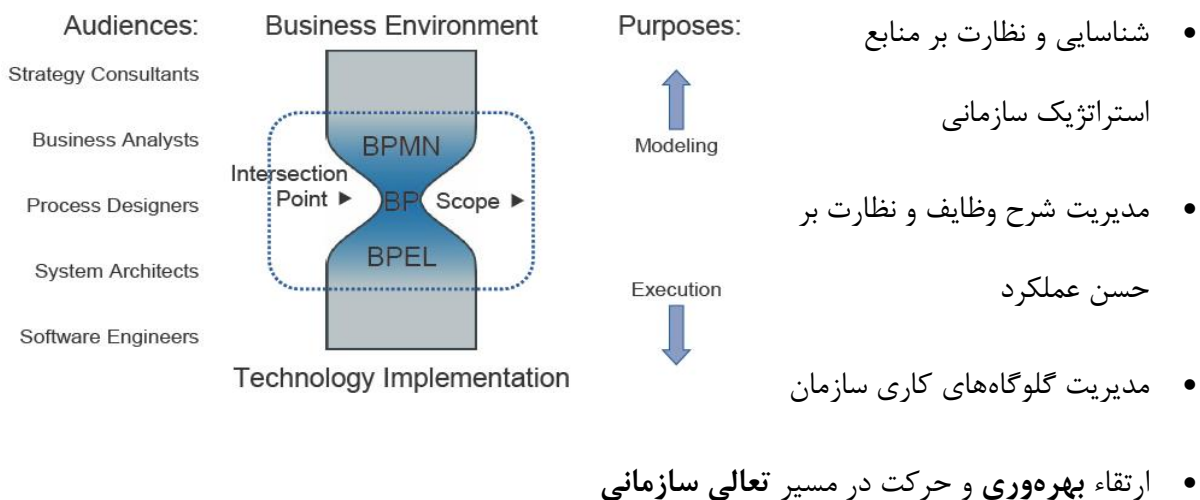 Audiences:
Strategy Consultants
Business Analysts
Process Designers
System Architects
Software Engineers
Business Environment
BPMN
Intersection
Point ►
BP
Scope ►
BPEL
Technology Implementation
Purposes:
Modeling
Execution
• شناسایی و نظارت بر منابع
استراتژیک سازمانی
• مدیریت شرح وظایف و نظارت بر
حسن عملکرد
• مدیریت گلوگاه‌های کاری سازمان
• ارتقاء بهره‌وری و حرکت در مسیر تعالی سازمانی